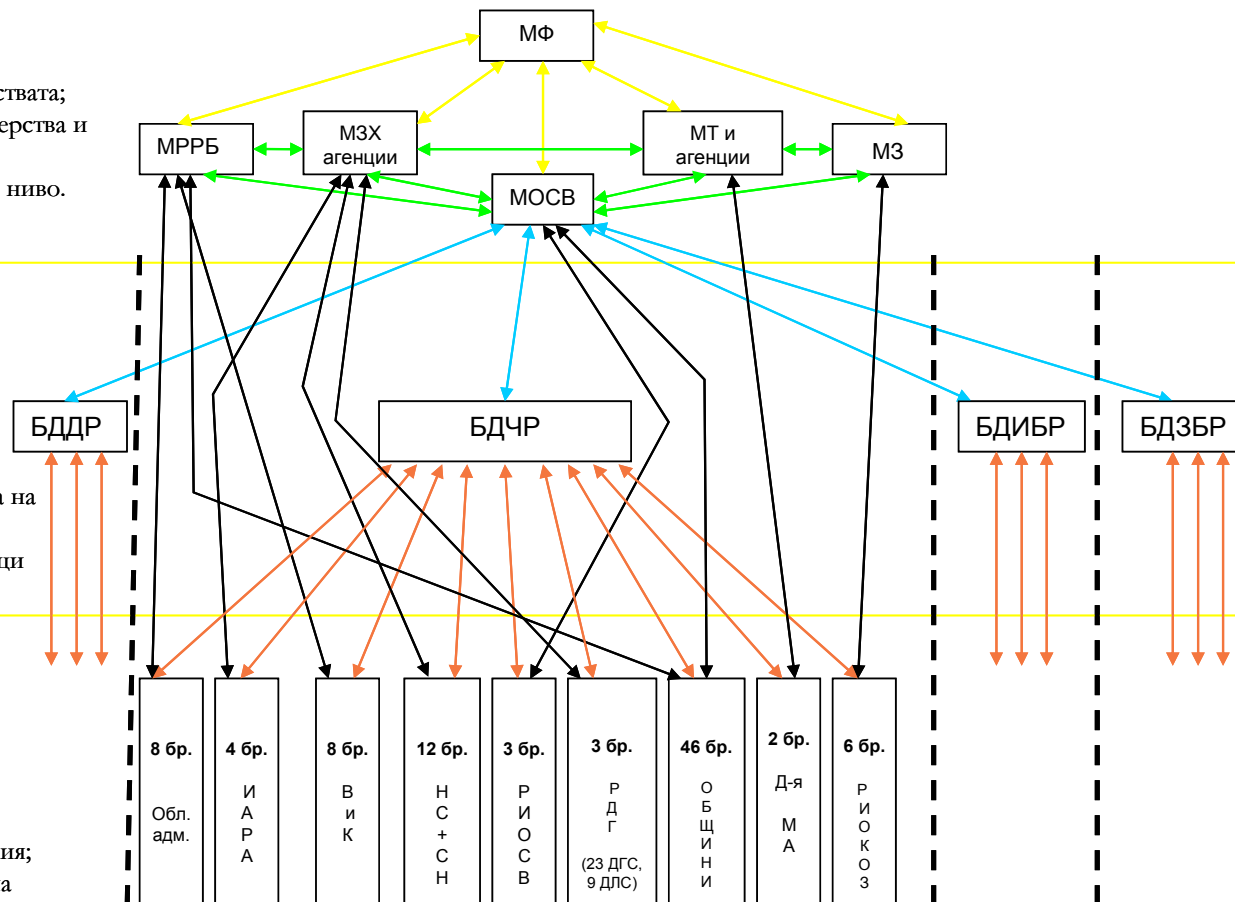 МФ
ствата;
ерства и
ниво.
МРРБ
МЗХ
агенции
МТ и
агенции
МЗ
МОСВ
БДДР
БДЧР
БДИБР
БДЗБР
а на
ци
8 бр.
Обл.
адм.
4 бр.
И
А
Р
А
8 бр.
В
и
К
12 бр.
Н
С
+
С
Н
3 бр.
Р
И
О
С
В
3 бр.
Р
Д
Г
(23 ДГС,
9 ДЛС)
46 бр.
О
Б
Щ
И
Н
И
2 бр.
Д-я
М
А
6 бр.
Р
И
О
К
О
З
ия;
на